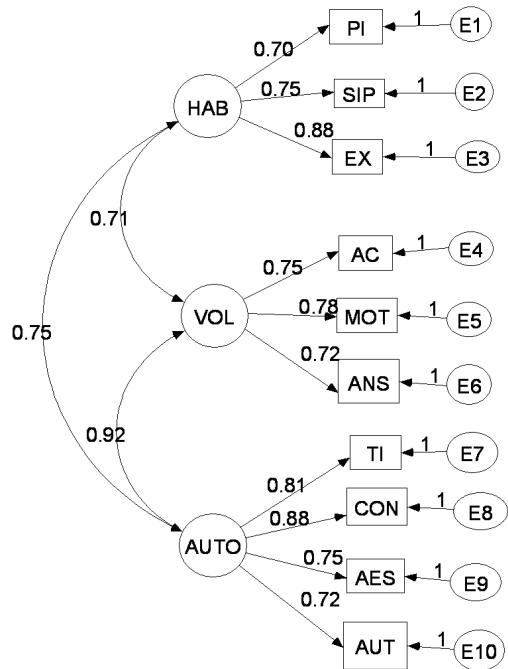 PI 1 E1
0.70
HAB 0.75 SIP 1 E2
0.88 EX 1 E3
0.71
0.75 AC 1 E4
VOL 0.78 MOT 1 E5
0.72 ANS 1 E6
0.75
0.92
TI 1 E7
0.81
0.88 CON 1 E8
AUTO
0.75 AES 1 E9
0.72
AUT 1 E10